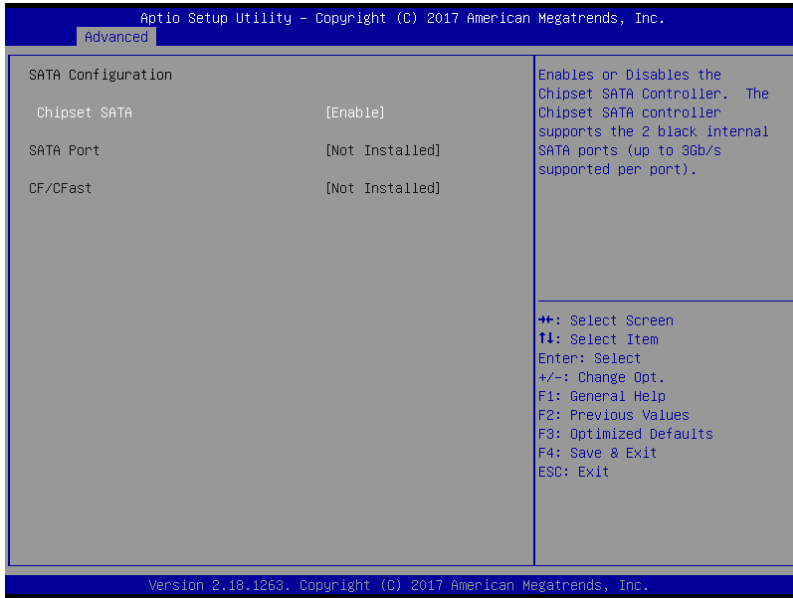 Aptio Setup Utility – Copyright (C) 2017 American Megatrends, Inc.
Advanced
SATA Configuration
Chipset SATA [Enable]
SATA Port [Not Installed]
CF/CFast [Not Installed]
Enables or Disables the
Chipset SATA Controller. The
Chipset SATA controller
supports the 2 black internal
SATA ports (up to 3Gb/s
supported per port).
→←: Select Screen
↑↓: Select Item
Enter: Select
+/-: Change Opt.
F1: General Help
F2: Previous Values
F3: Optimized Defaults
F4: Save & Exit
ESC: Exit
Version 2.18.1263. Copyright (C) 2017 American Megatrends, Inc.